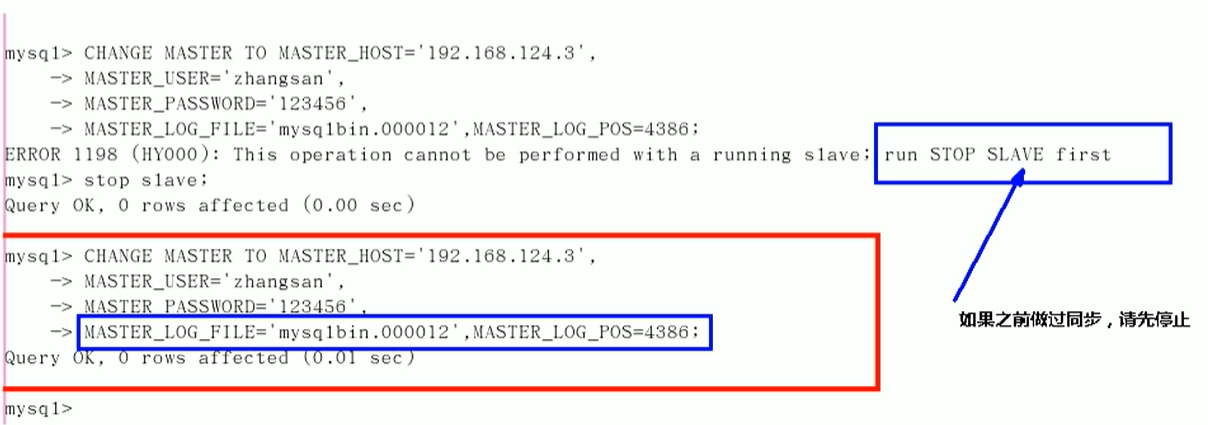 mysql> CHANGE MASTER TO MASTER_HOST='192.168.124.3',
-> MASTER_USER='zhangsan',
-> MASTER_PASSWORD='123456',
-> MASTER_LOG_FILE='mysqlbin.000012',MASTER_LOG_POS=4386;
ERROR 1198 (HY000): This operation cannot be performed with a running slave; run STOP SLAVE first
mysql> stop slave;
Query OK, 0 rows affected (0.00 sec)
mysql> CHANGE MASTER TO MASTER_HOST='192.168.124.3',
-> MASTER_USER='zhangsan',
-> MASTER_PASSWORD='123456',
如果之前做过同步，请先停止
-> MASTER_LOG_FILE='mysqlbin.000012',MASTER_LOG_POS=4386;
Query OK, 0 rows affected (0.01 sec)
mysql>